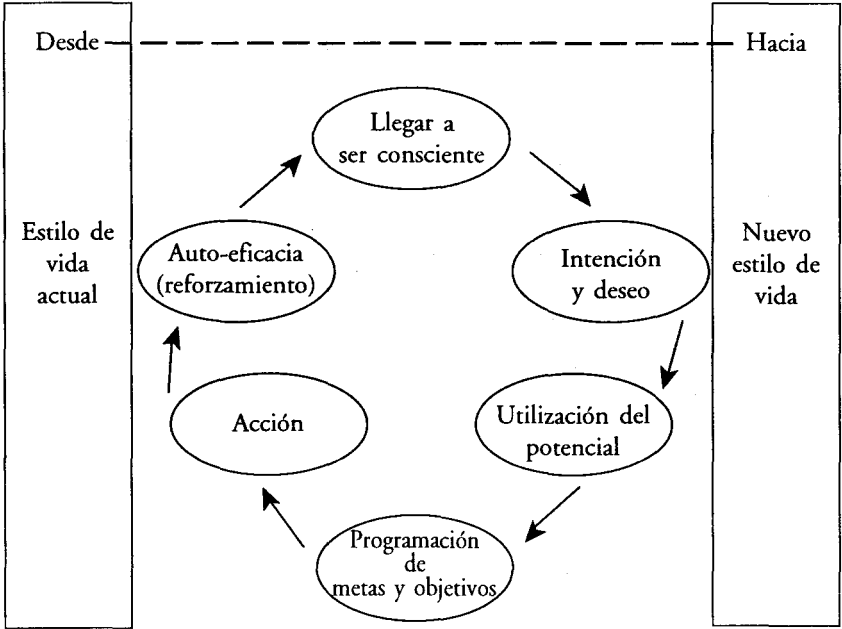 Desde
Hacia
Llegar a
ser consciente
Estilo de
vida
actual
Auto-eficacia
(reforzamiento)
Intención
y deseo
Nuevo
estilo de
vida
Acción
Utilización del
potencial
Programación
de
metas y objetivos